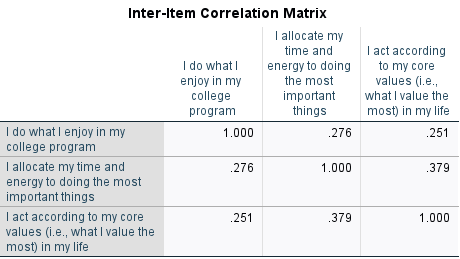 Inter-Item Correlation Matrix
I do what I
enjoy in my
college
program
I allocate my
time and
energy to doing
the most
important
things
I act according
to my core
values (i.e.,
what I value the
most) in my life
I do what I enjoy in my
college program
1.000 .276 .251
I allocate my time and
energy to doing the most
important things
.276 1.000 .379
I act according to my core
values (i.e., what I value the
most) in my life
.251 .379 1.000